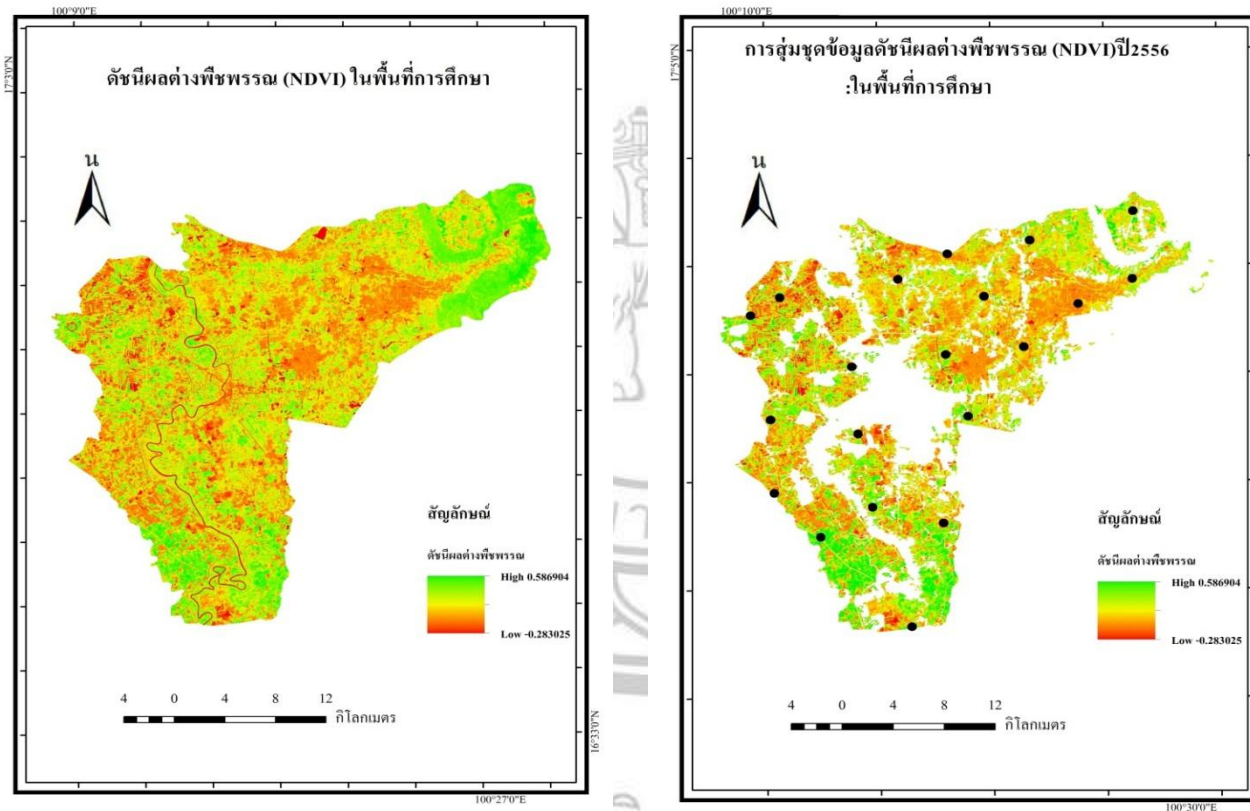 100°9'0"E
17°3'0"N
ดัชนีผลต่างพืชพรรณ (NDVI) ในพื้นที่การศึกษา
น
สัญลักษณ์
ดัชนีผลต่างพืชพรรณ
High 0.586904
Low -0.283025
4 0 4 8 12
กิโลกเมตร
16°33'0"N
100°27'0"E
100°10'0"E
17°5'0"N
การสุ่มชุดข้อมูลดัชนีผลต่างพืชพรรณ (NDVI)ปี2556
:ในพื้นที่การศึกษา
น
สัญลักษณ์
ดัชนีผลต่างพืชพรรณ
High 0.586904
Low -0.283025
4 0 4 8 12
กิโลกเมตร
100°30'0"E